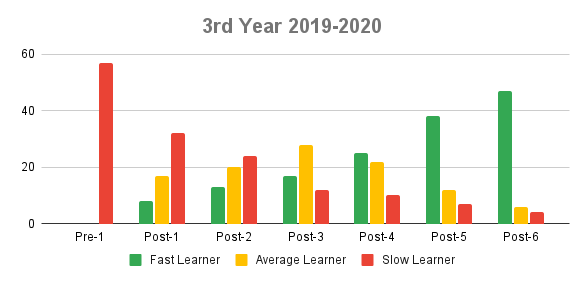 3rd Year 2019-2020
60
40
20
0
Pre-1 Post-1 Post-2 Post-3 Post-4 Post-5 Post-6
Fast Learner Average Learner Slow Learner